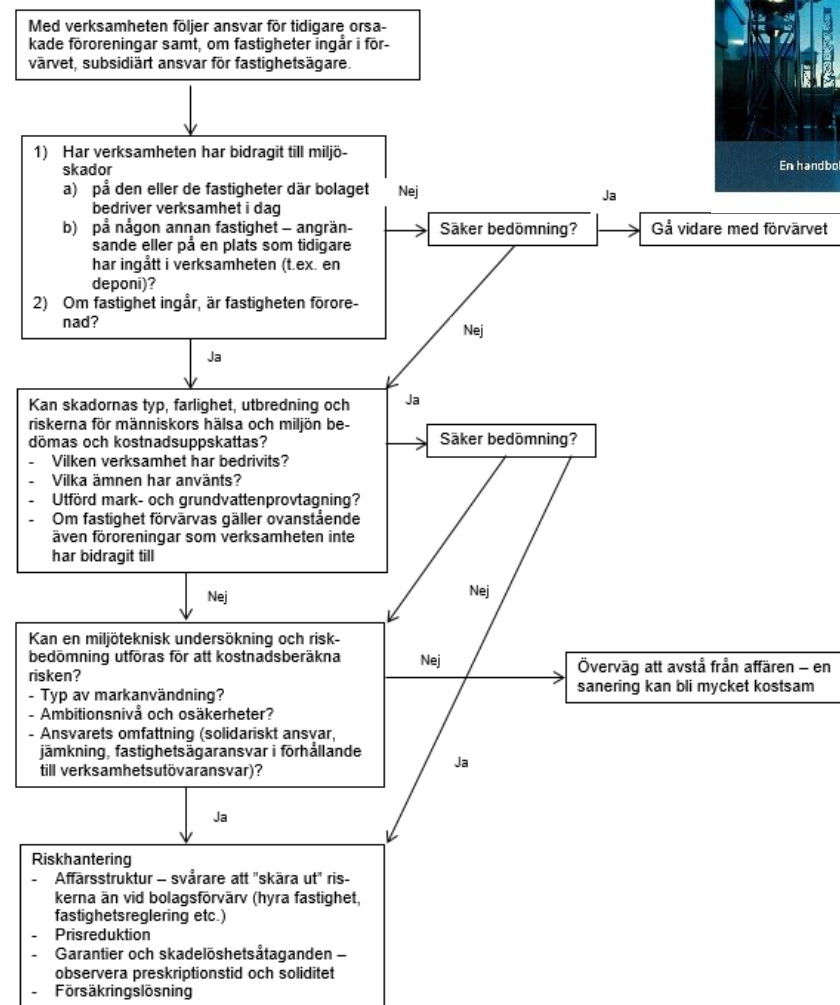 Med verksamheten följer ansvar för tidigare orsa-
kade föroreningar samt, om fastigheter ingår i för-
värvet, subsidiärt ansvar för fastighetsägare.
En handbok
1) Har verksamheten har bidragit till miljö-
skador
a) på den eller de fastigheter där bolaget
bedriver verksamhet i dag
b) på någon annan fastighet – angrän-
sande eller på en plats som tidigare
har ingått i verksamheten (t.ex. en
deponi)?
2) Om fastighet ingår, är fastigheten förore-
nad?
Nej
Säker bedömning?
Ja
Gå vidare med förvärvet
Nej
Ja
Kan skadornas typ, farlighet, utbredning och
riskerna för människors hälsa och miljön be-
dömas och kostnadsuppskattas?
- Vilken verksamhet har bedrivits?
- Vilka ämnen har använts?
- Utförd mark- och grundvattenprovtagning?
- Om fastighet förvärvas gäller ovanstående
även föroreningar som verksamheten inte
har bidragit till
Ja
Säker bedömning?
Nej
Nej
Kan en miljöteknisk undersökning och risk-
bedömning utföras för att kostnadsberäkna
risken?
- Typ av markanvändning?
- Ambitionsnivå och osäkerheter?
- Ansvarets omfattning (solidariskt ansvar,
jämkning, fastighetsägaransvar i förhållande
till verksamhetsutövaransvar)?
Nej
Överväg att avstå från affären – en
sanering kan bli mycket kostsam
Ja
Ja
Riskhantering
- Affärsstruktur – svårare att "skära ut" ris-
kerna än vid bolagsförvärv (hyra fastighet,
fastighetsreglering etc.)
- Prisreduktion
- Garantier och skadelöshetsåtaganden –
observera preskriptionstid och soliditet
- Försäkringslösning